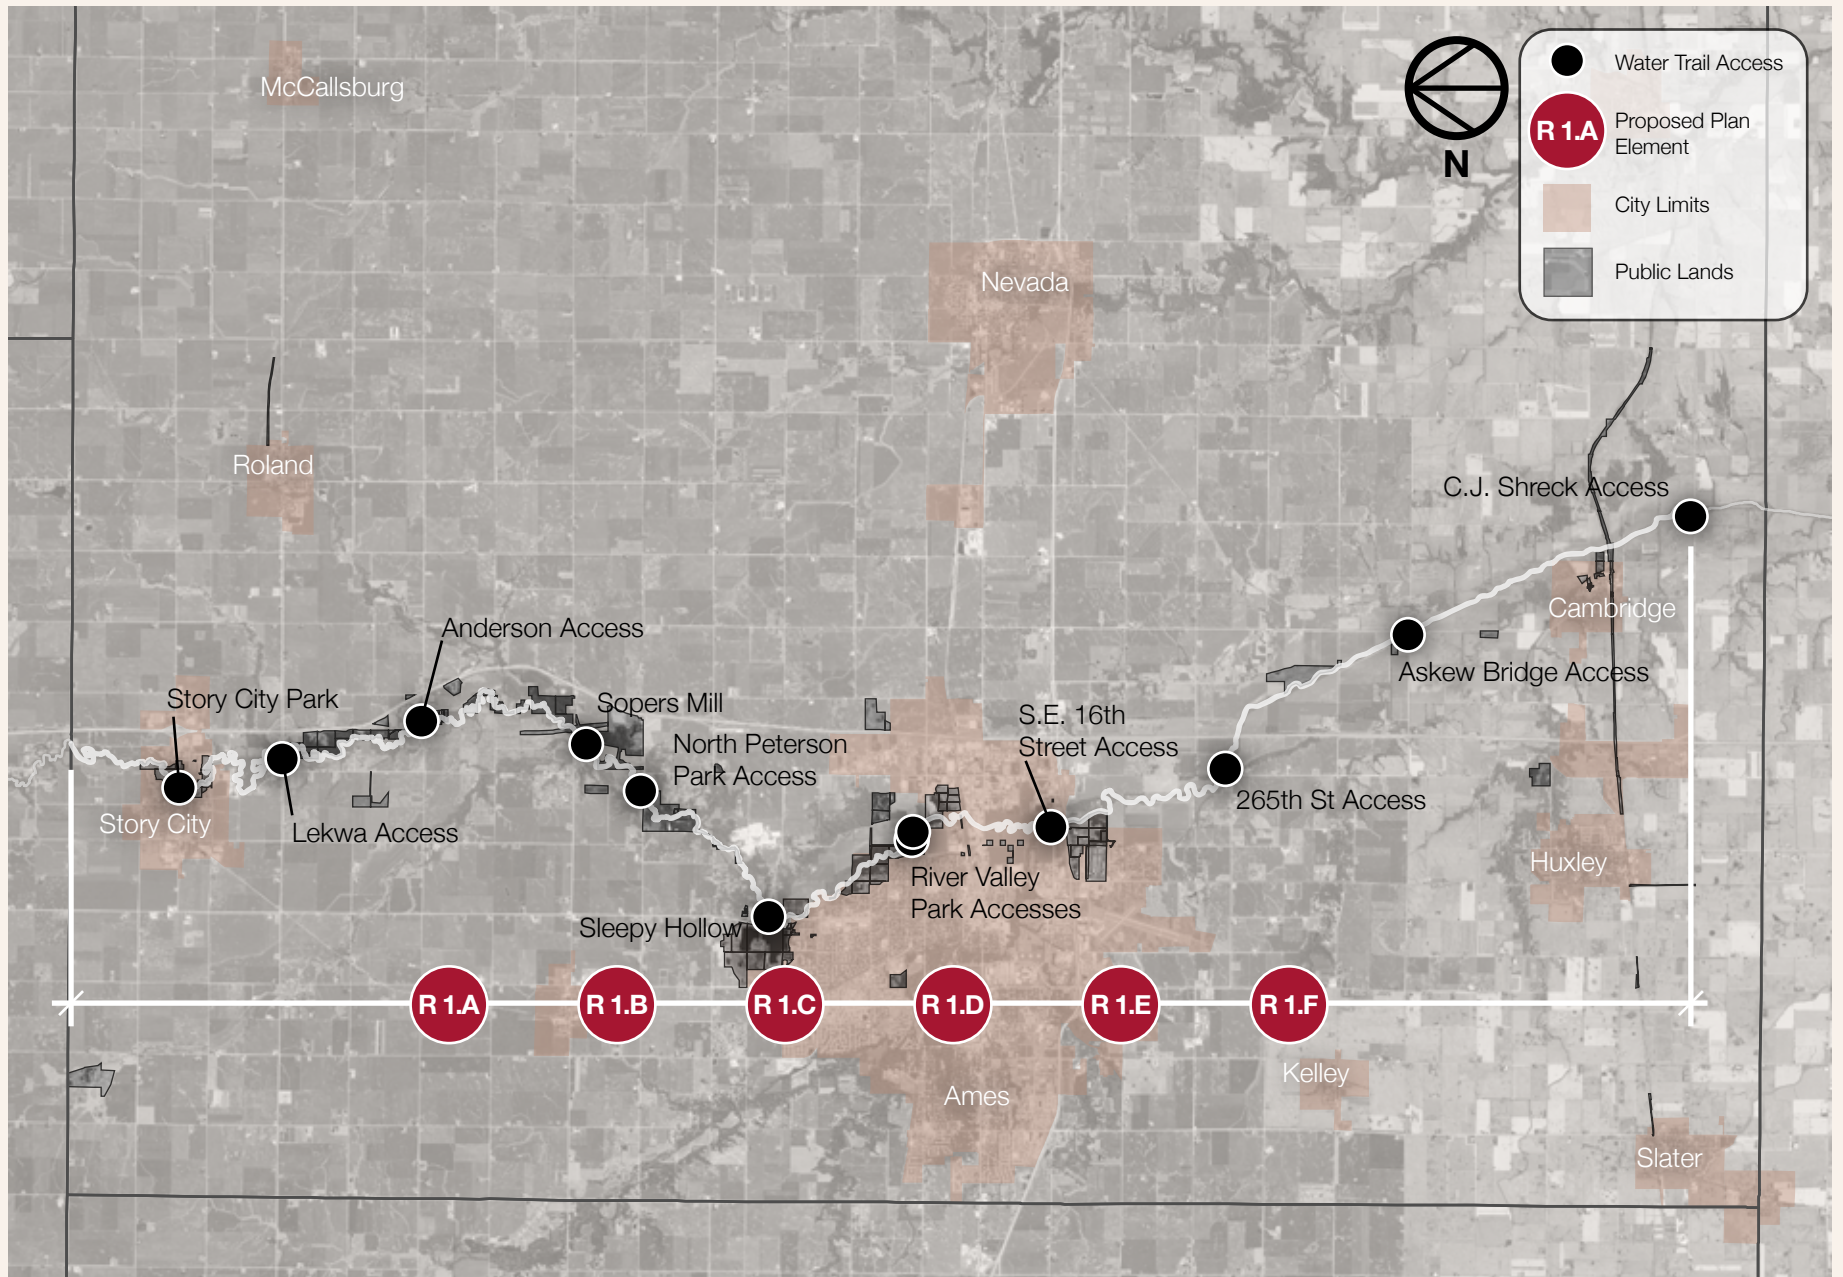 McCallsburg
N
Water Trail Access
R 1.A
Proposed Plan
Element
City Limits
Public Lands
Nevada
Roland
C.J. Shreck Access
Cambridge
Anderson Access
Askew Bridge Access
Story City Park
Sopers Mill
S.E. 16th
Street Access
North Peterson
Park Access
265th St Access
Story City
Lekwa Access
Huxley
River Valley
Park Accesses
Sleepy Hollow
R 1.A
R 1.B
R 1.C
R 1.D
R 1.E
R 1.F
Kelley
Ames
Slater